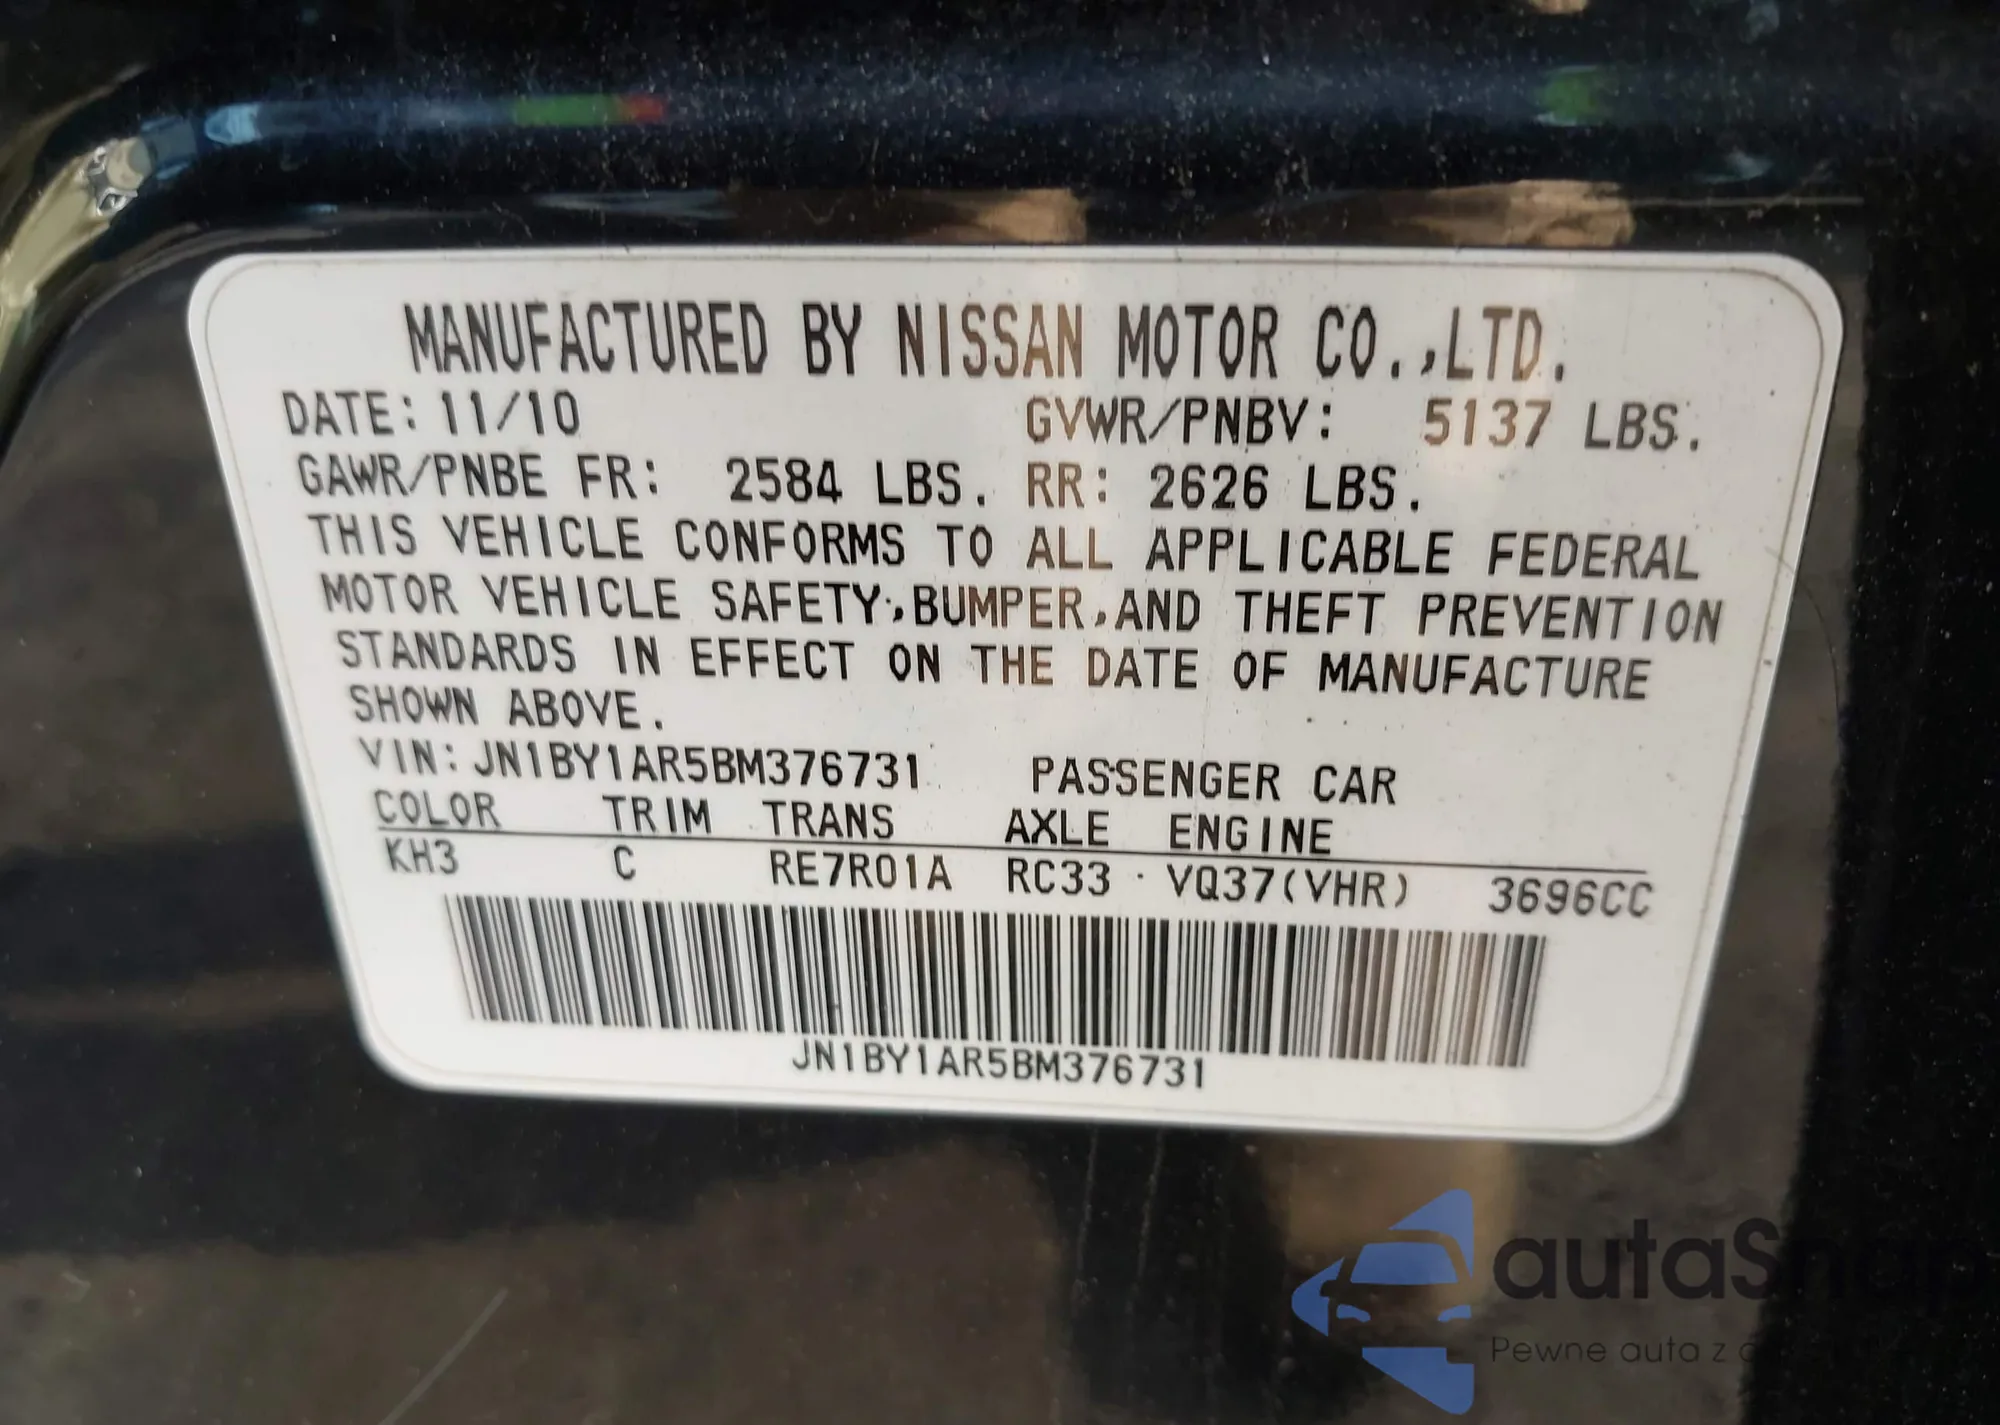 MANUFACTURED BY NISSAN MOTOR CO.,LTD.
DATE: 11/10 GVWR/PNBV: 5137 LBS.
GAWR/PNBE FR: 2584 LBS. RR: 2626 LBS.
THIS VEHICLE CONFORMS TO ALL APPLICABLE FEDERAL
MOTOR VEHICLE SAFETY,BUMPER,AND THEFT PREVENTION
STANDARDS IN EFFECT ON THE DATE OF MANUFACTURE
SHOWN ABOVE.
VIN: JN1BY1AR5BM376731 PASSENGER CAR
COLOR TRIM TRANS AXLE ENGINE
KH3 C RE7R01A RC33 VQ37(VHR) 3696CC
JN1BY1AR5BM376731
autaSnap
Pewne auta z